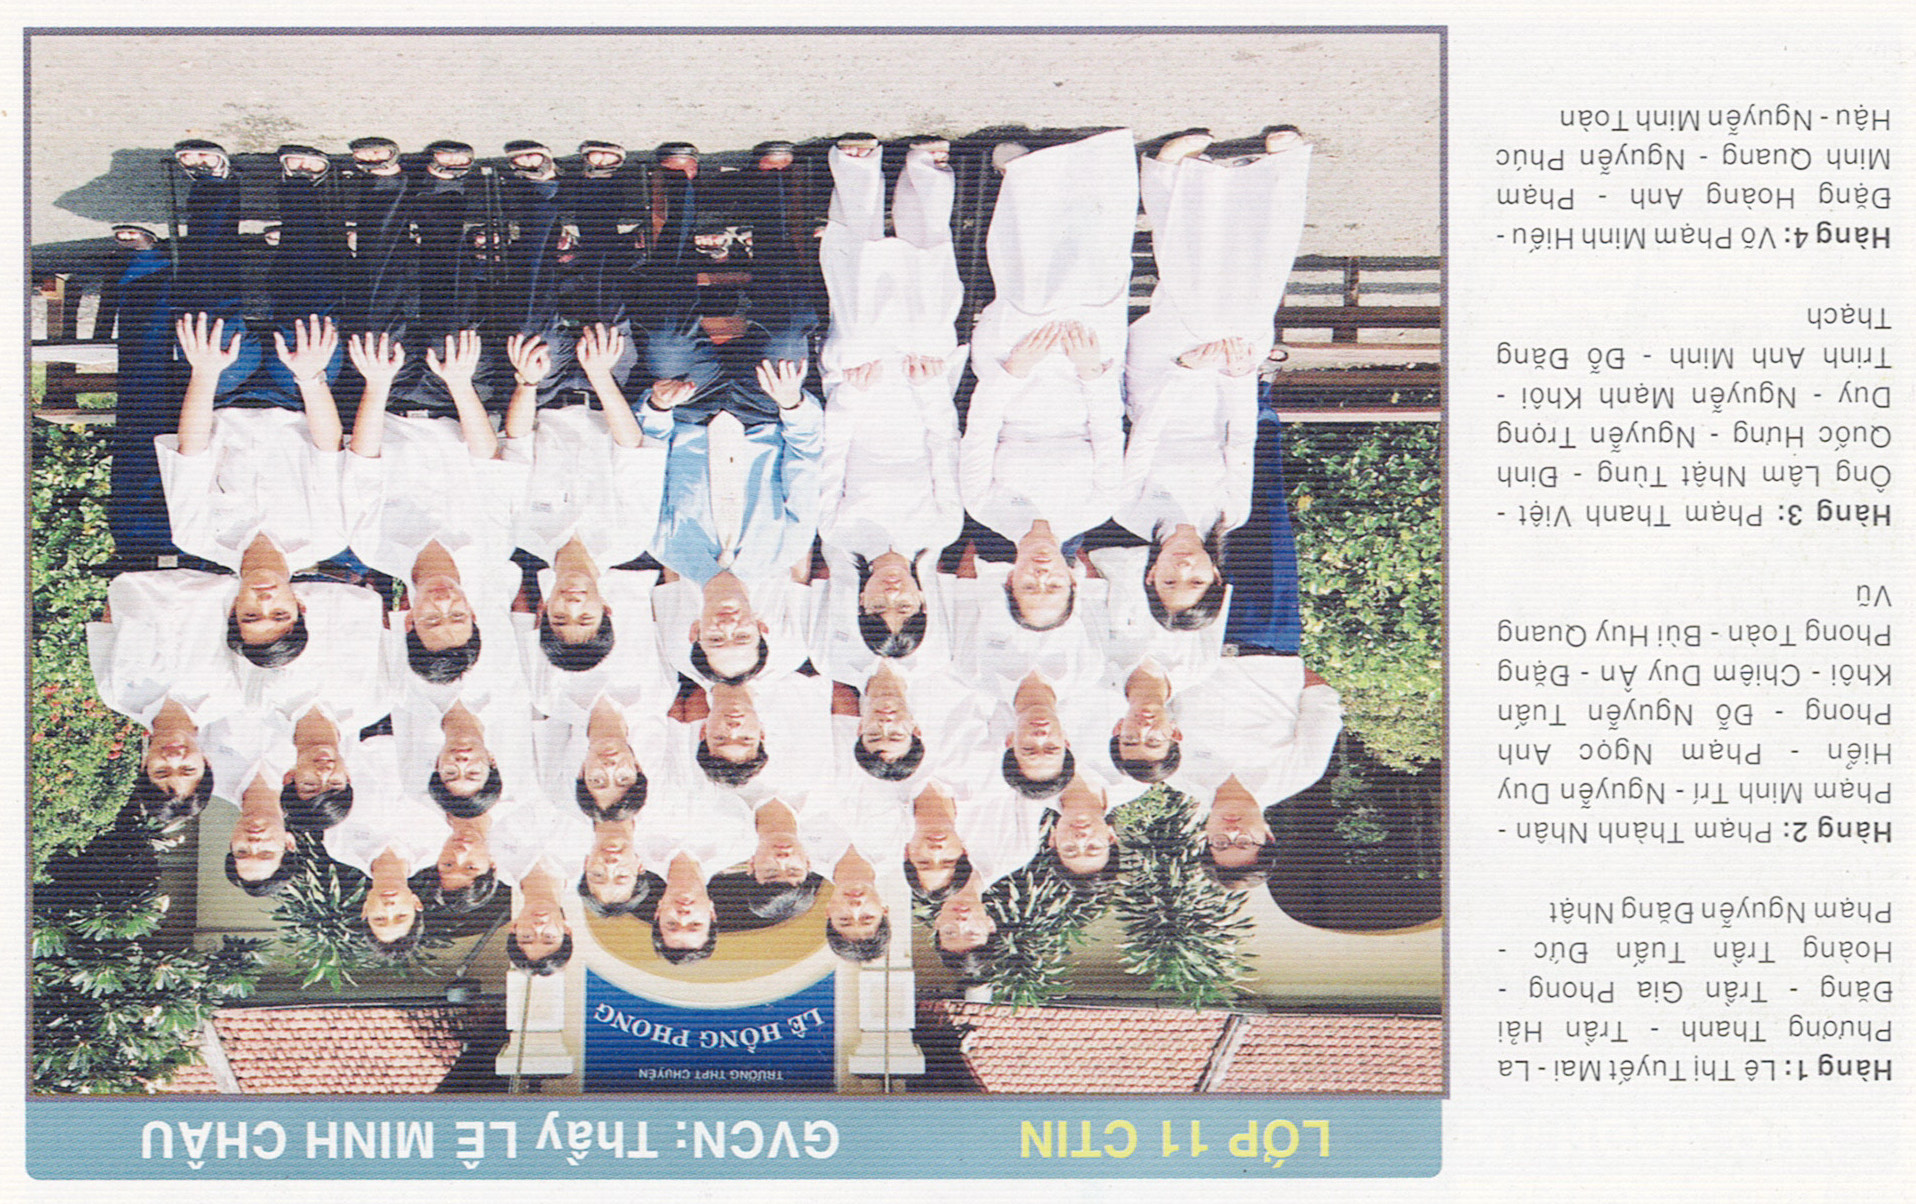 LỚP 11 CTIN GVCN: Thầy LÊ MINH CHÂU
Hàng 1: Lê Thị Tuyết Mai - La
Phương Thanh - Trần Hải
Đăng - Trần Gia Phong -
Hoàng Trần Tuấn Đức -
Phạm Nguyễn Đăng Nhật
Hàng 2: Phạm Thành Nhân -
Phạm Minh Trí - Nguyễn Duy
Hiển - Phạm Ngọc Anh
Phong - Đỗ Nguyễn Tuấn
Khôi - Chiêm Duy Ân - Đặng
Phong Toàn - Bùi Huy Quang
Vũ
Hàng 3: Phạm Thanh Việt -
Ông Lâm Nhật Tùng - Đinh
Quốc Hưng - Nguyễn Trọng
Duy - Nguyễn Mạnh Khôi -
Trinh Anh Minh - Đỗ Đăng
Thạch
Hàng 4: Võ Phạm Minh Hiếu -
Đặng Hoàng Anh - Phạm
Minh Quang - Nguyễn Phúc
Hậu - Nguyễn Minh Toàn
TRƯỜNG THPT CHUYÊN
LÊ HỒNG PHONG